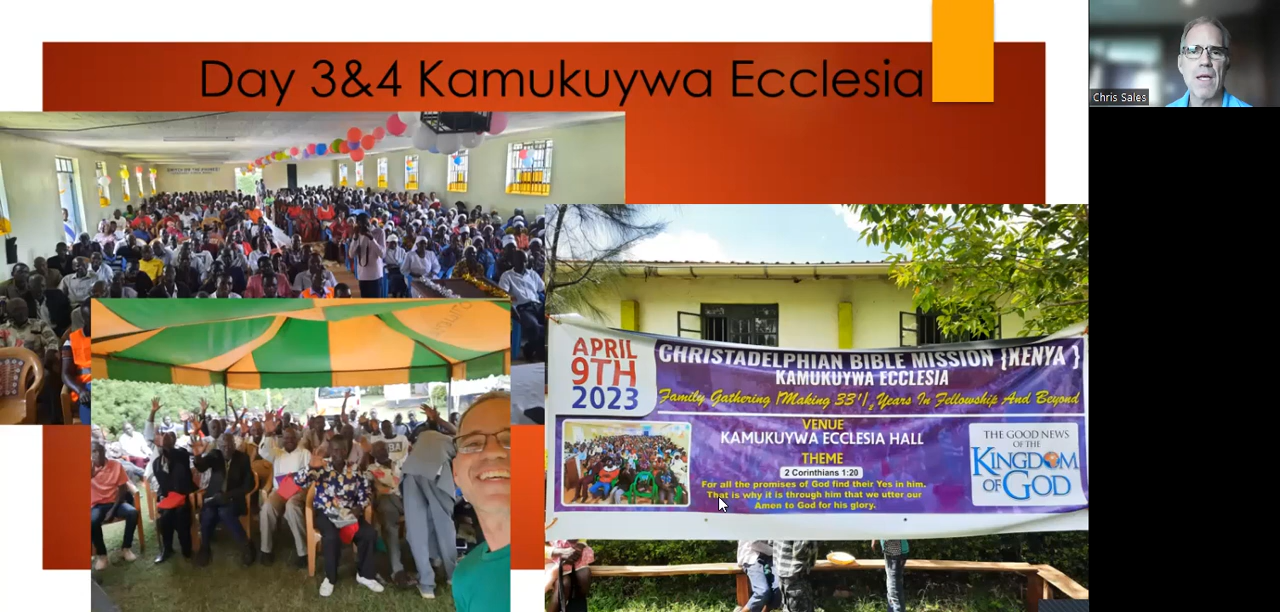 Day 3&4 Kamukuywa Ecclesia
Chris Sales
APRIL
9TH
2023
CHRISTADELPHIAN BIBLE MISSION {KENYA }
KAMUKUYWA ECCLESIA
Family Gathering (Making 33 1/2 Years In Fellowship And Beyond
VENUE
KAMUKUYWA ECCLESIA HALL
THEME
2 Corinthians 1:20
For all the promises of God find their Yes in him.
That is why it is through him that we utter our
Amen to God for his glory.
THE GOOD NEWS
OF THE
KINGDOM
OF GOD